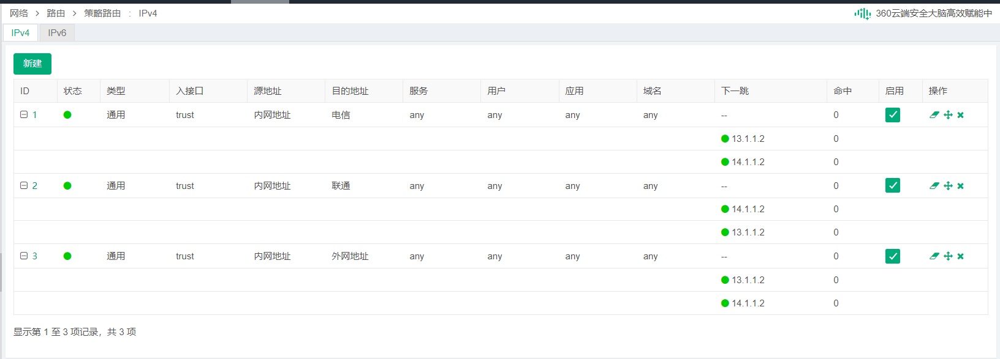 网络 > 路由 > 策略路由 : IPv4
360云端安全大脑高效赋能中
IPv4 IPv6
新建
ID 状态 类型 入接口 源地址 目的地址 服务 用户 应用 域名 下一跳 命中 启用 操作
1 通用 trust 内网地址 电信 any any any any -- 0
13.1.1.2 0
14.1.1.2 0
2 通用 trust 内网地址 联通 any any any any -- 0
14.1.1.2 0
13.1.1.2 0
3 通用 trust 内网地址 外网地址 any any any any -- 0
13.1.1.2 0
14.1.1.2 0
显示第 1 至 3 项记录，共 3 项